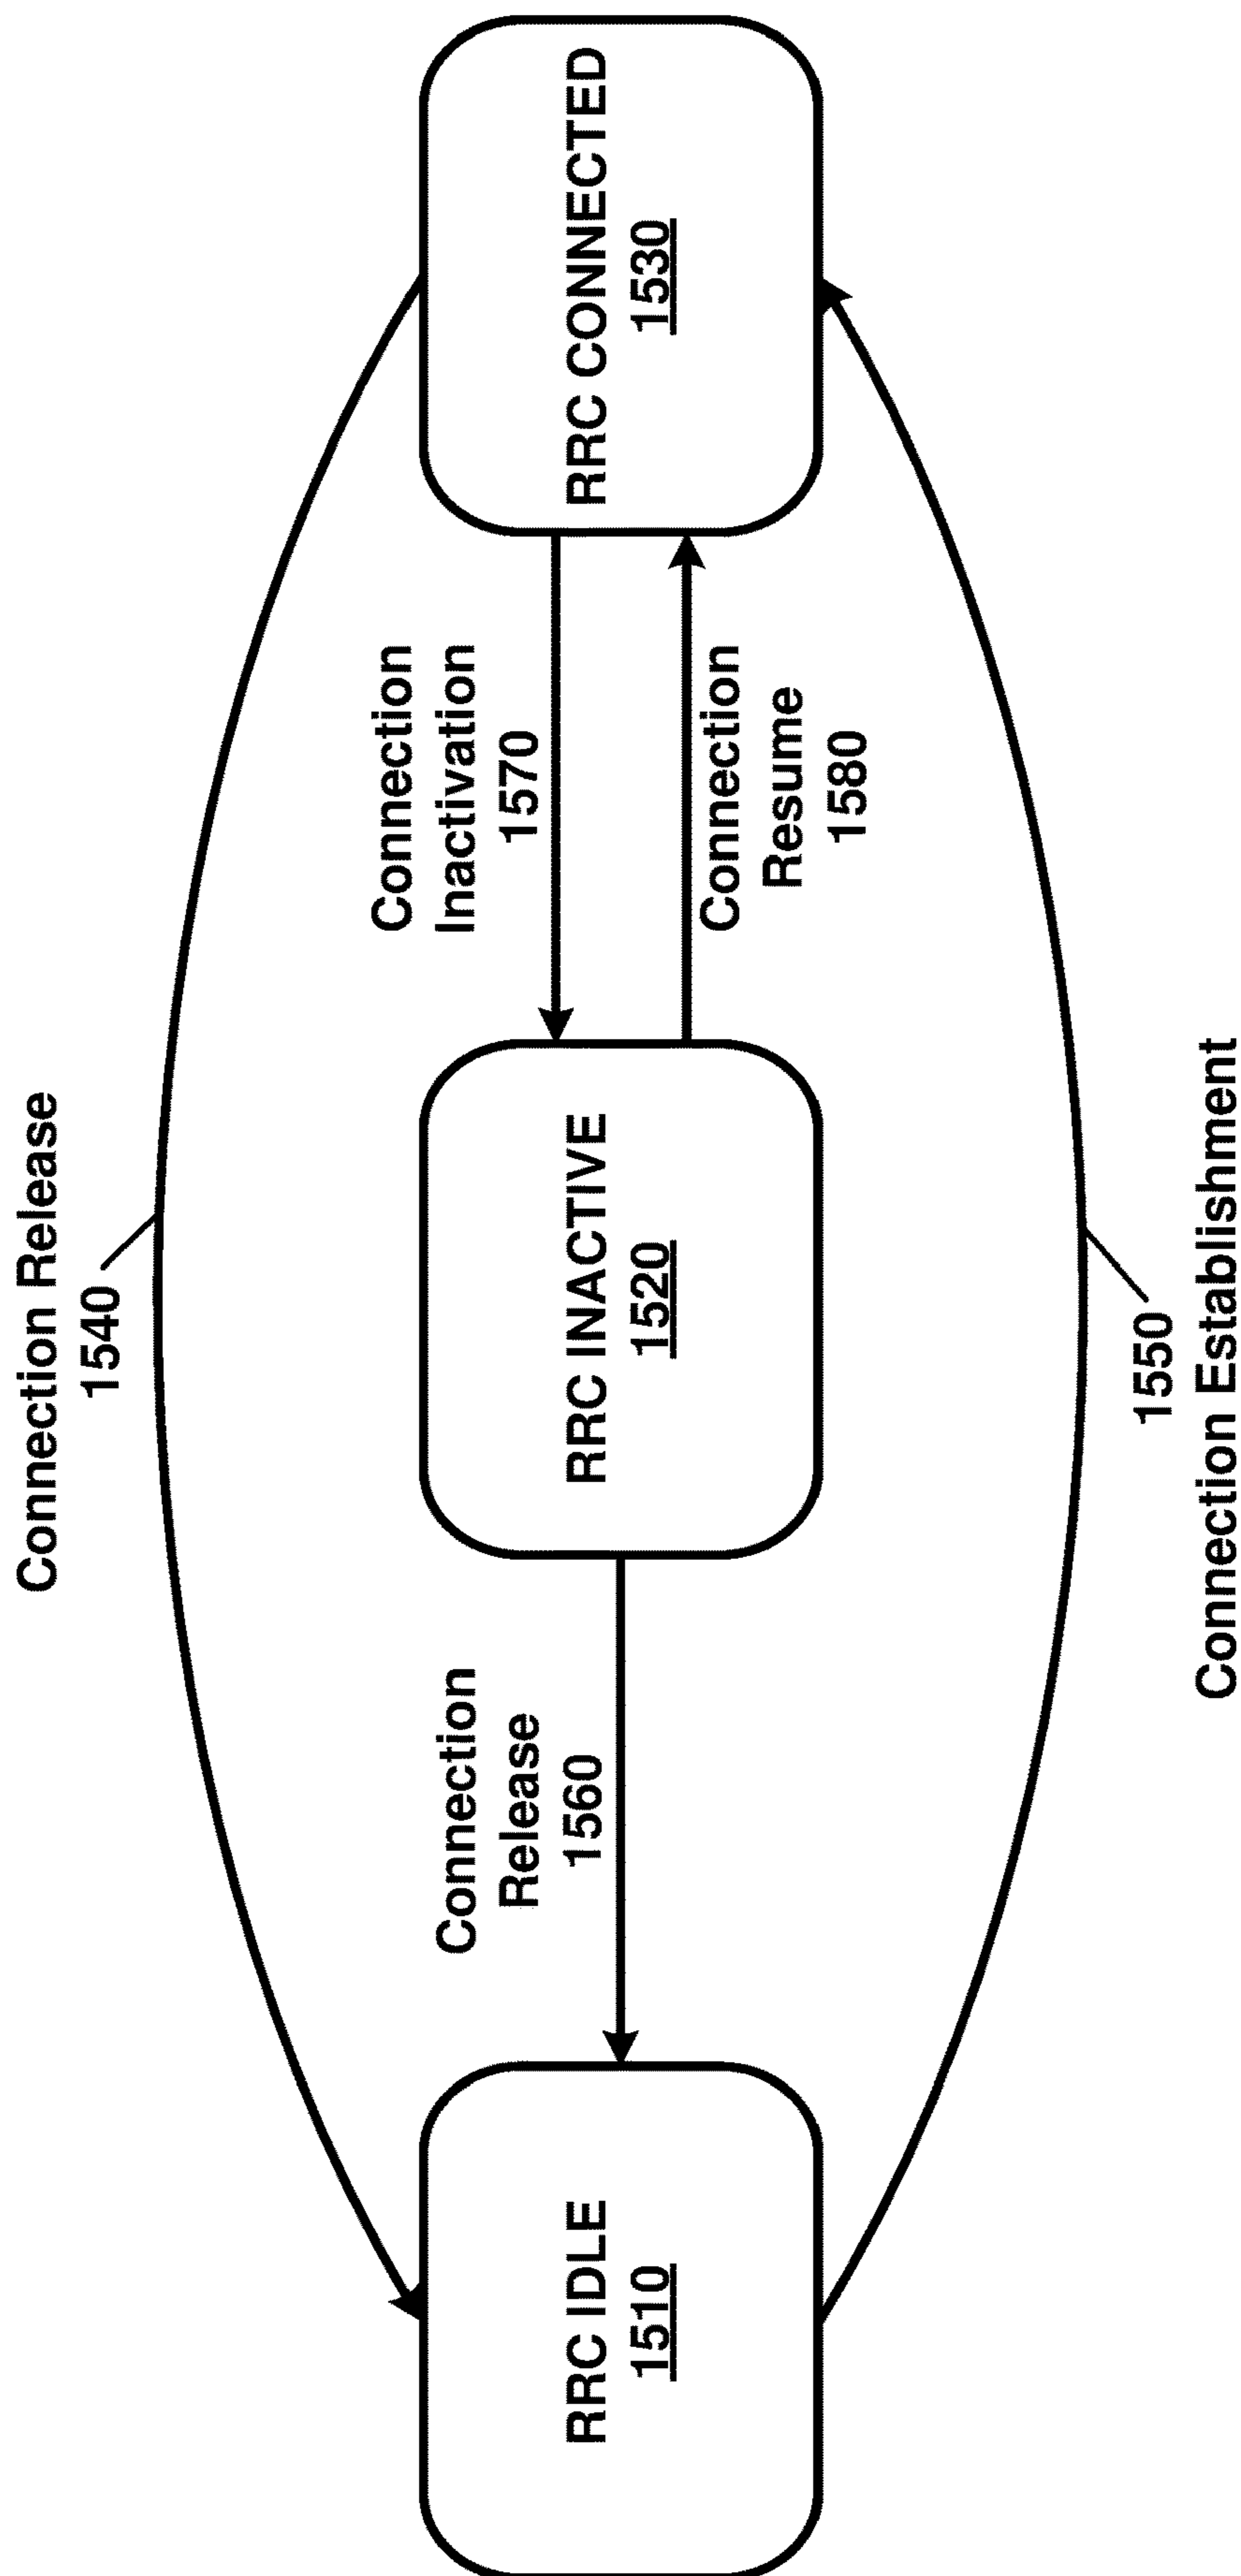 Connection Release
1540
Connection
Release
1560
Connection
Inactivation
1570
RRC IDLE
1510
RRC INACTIVE
1520
RRC CONNECTED
1530
Connection
Resume
1580
1550
Connection Establishment